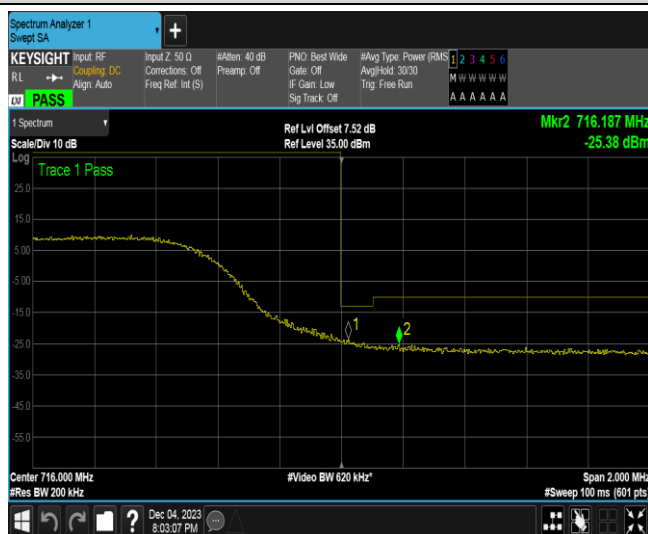 Spectrum Analyzer 1
Swept SA
+
KEYSIGHT
RL
LXI PASS
Input: RF
Coupling: DC
Align: Auto
Input Z: 50 Ω
Corrections: Off
Freq Ref: Int (S)
#Atten: 40 dB
Preamp: Off
PNO: Best Wide
Gate: Off
IF Gain: Low
Sig Track: Off
#Avg Type: Power (RMS
Avg|Hold: 30/30
Trig: Free Run
1 2 3 4 5 6
M W W W W W
A A A A A A
1 Spectrum
Scale/Div 10 dB
Ref Lvl Offset 7.52 dB
Ref Level 35.00 dBm
Mkr2 716.187 MHz
-25.38 dBm
Log
Trace 1 Pass
25.0
15.0
5.00
-5.00
-15.0
-25.0
-35.0
-45.0
-55.0
1
2
Center 716.000 MHz
#Res BW 200 kHz
#Video BW 620 kHz*
Span 2.000 MHz
#Sweep 100 ms (601 pts)
?
Dec 04, 2023
8:03:07 PM